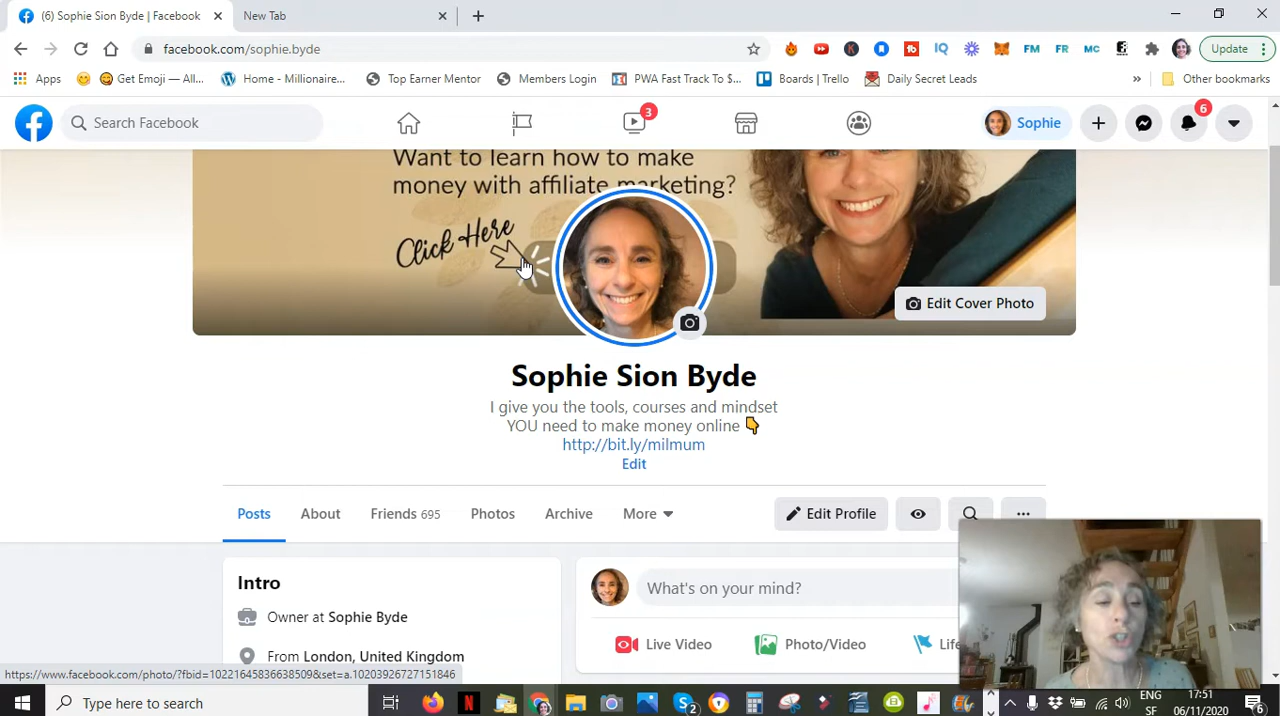 (6) Sophie Sion Byde | Facebook
New Tab
facebook.com/sophie.byde
IQ
FM
FR
MC
Update
Apps
Get Emoji — All...
Home - Millionaire...
Top Earner Mentor
Members Login
PWA Fast Track To $...
Boards | Trello
Daily Secret Leads
»
Other bookmarks
Search Facebook
3
Sophie
6
Want to learn how to make
money with affiliate marketing?
Click Here
Edit Cover Photo
Sophie Sion Byde
I give you the tools, courses and mindset
YOU need to make money online
http://bit.ly/milmum
Edit
Posts
About
Friends 695
Photos
Archive
More
Edit Profile
Intro
What's on your mind?
Owner at Sophie Byde
Live Video
Photo/Video
From London, United Kingdom
https://www.facebook.com/photo/?fbid=10221645836638509&set=a.10203926727151846
Type here to search
2
ENG
SF
17:51
06/11/2020
6